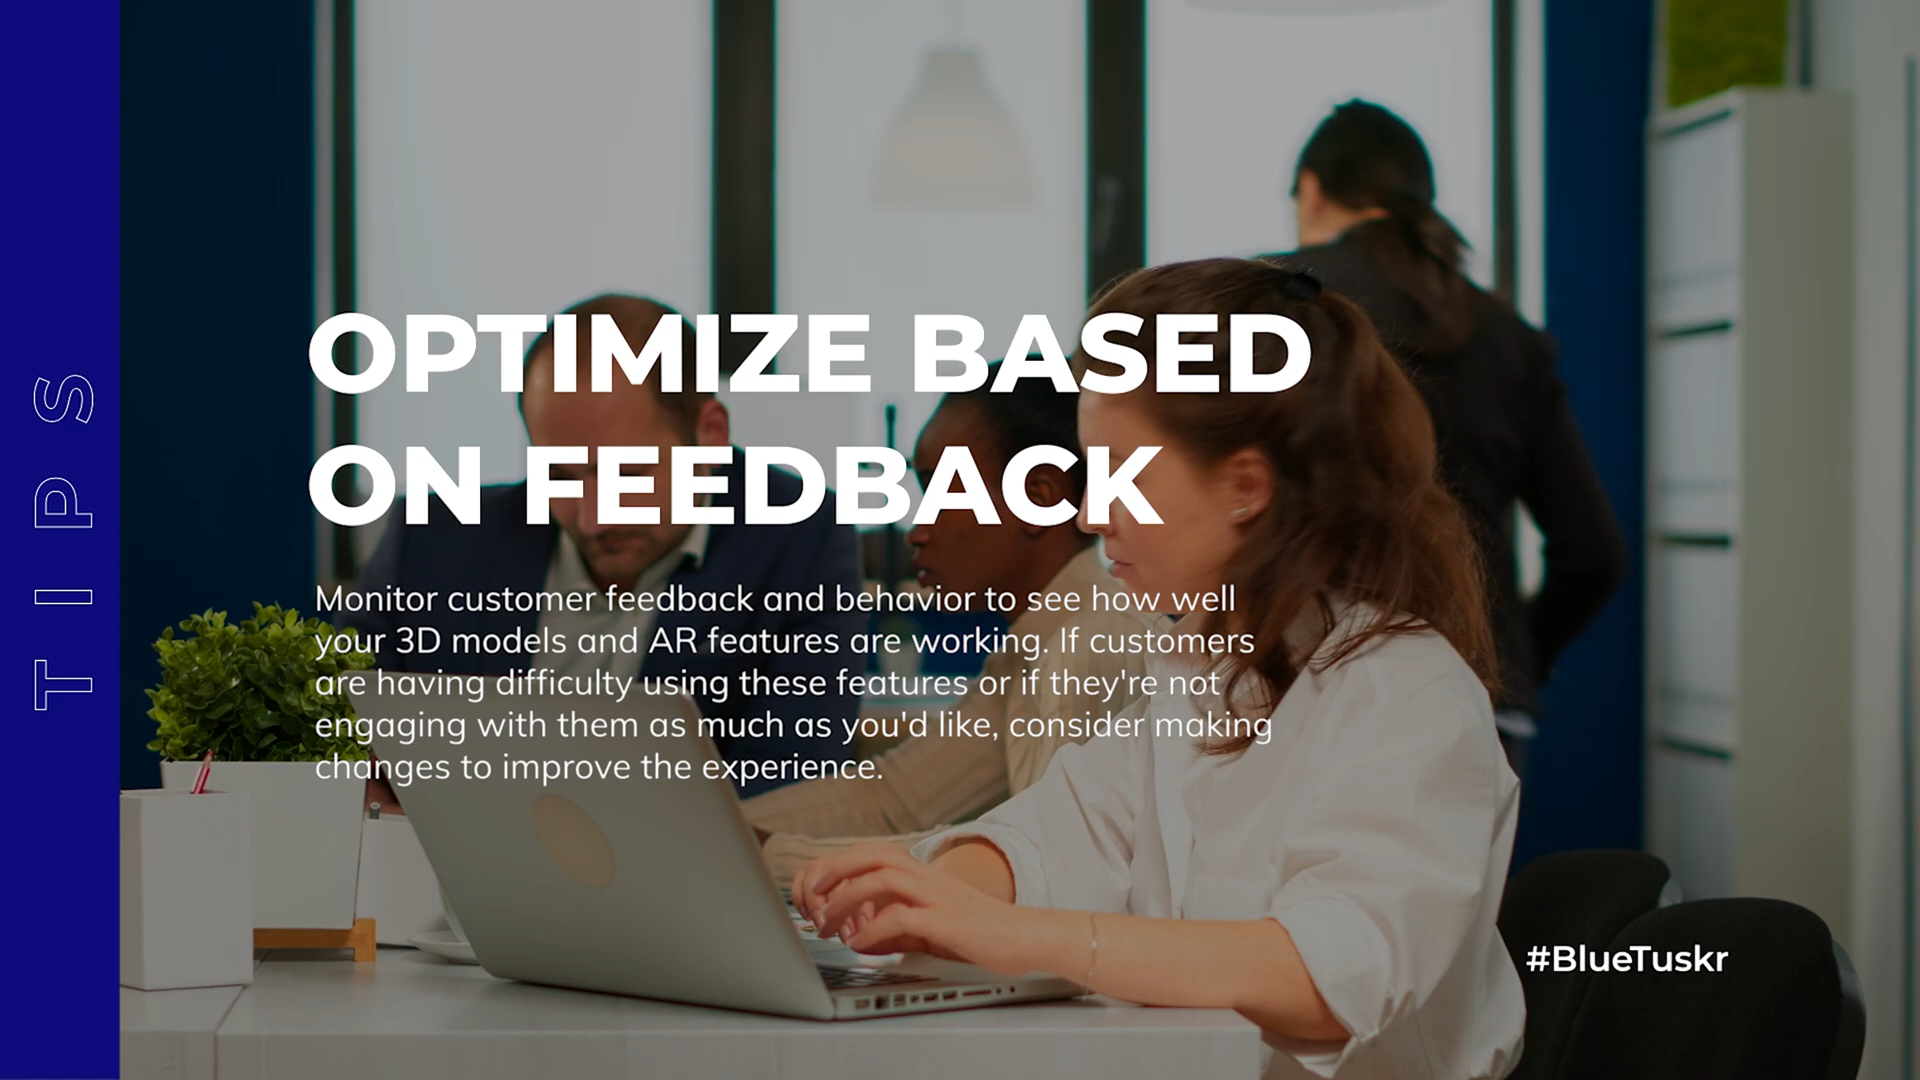 TIPS
OPTIMIZE BASED
ON FEEDBACK
Monitor customer feedback and behavior to see how well
your 3D models and AR features are working. If customers
are having difficulty using these features or if they're not
engaging with them as much as you'd like, consider making
changes to improve the experience.
#BlueTuskr